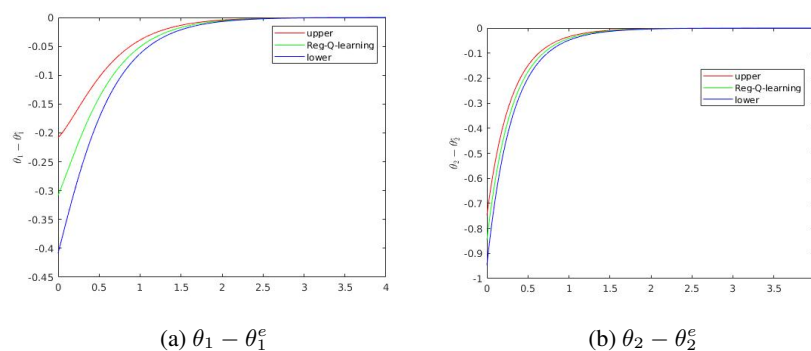 0
-0.05
-0.1
-0.15
-0.2
-0.25
-0.3
-0.35
-0.4
-0.45
θ₁ − θ₁ᵉ
upper
Reg-Q-learning
lower
0 0.5 1 1.5 2 2.5 3 3.5 4
(a) θ₁ − θ₁ᵉ
0
-0.1
-0.2
-0.3
-0.4
-0.5
-0.6
-0.7
-0.8
-0.9
-1
θ₂ − θ₂ᵉ
upper
Reg-Q-learning
lower
0 0.5 1 1.5 2 2.5 3 3.5
(b) θ₂ − θ₂ᵉ